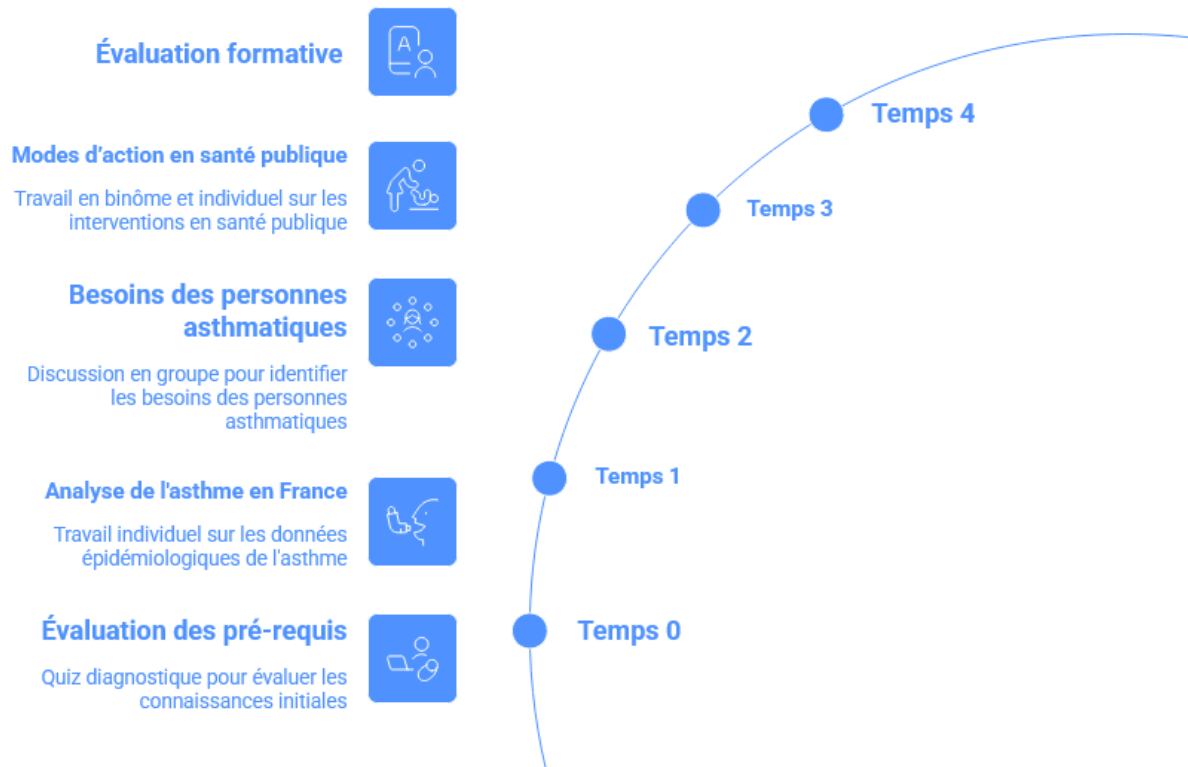 Évaluation formative
A
Temps 4
Modes d'action en santé publique
Travail en binôme et individuel sur les
interventions en santé publique
Temps 3
Besoins des personnes
asthmatiques
Discussion en groupe pour identifier
les besoins des personnes
asthmatiques
Temps 2
Analyse de l'asthme en France
Travail individuel sur les données
épidémiologiques de l'asthme
Temps 1
Évaluation des pré-requis
Quiz diagnostique pour évaluer les
connaissances initiales
Temps 0